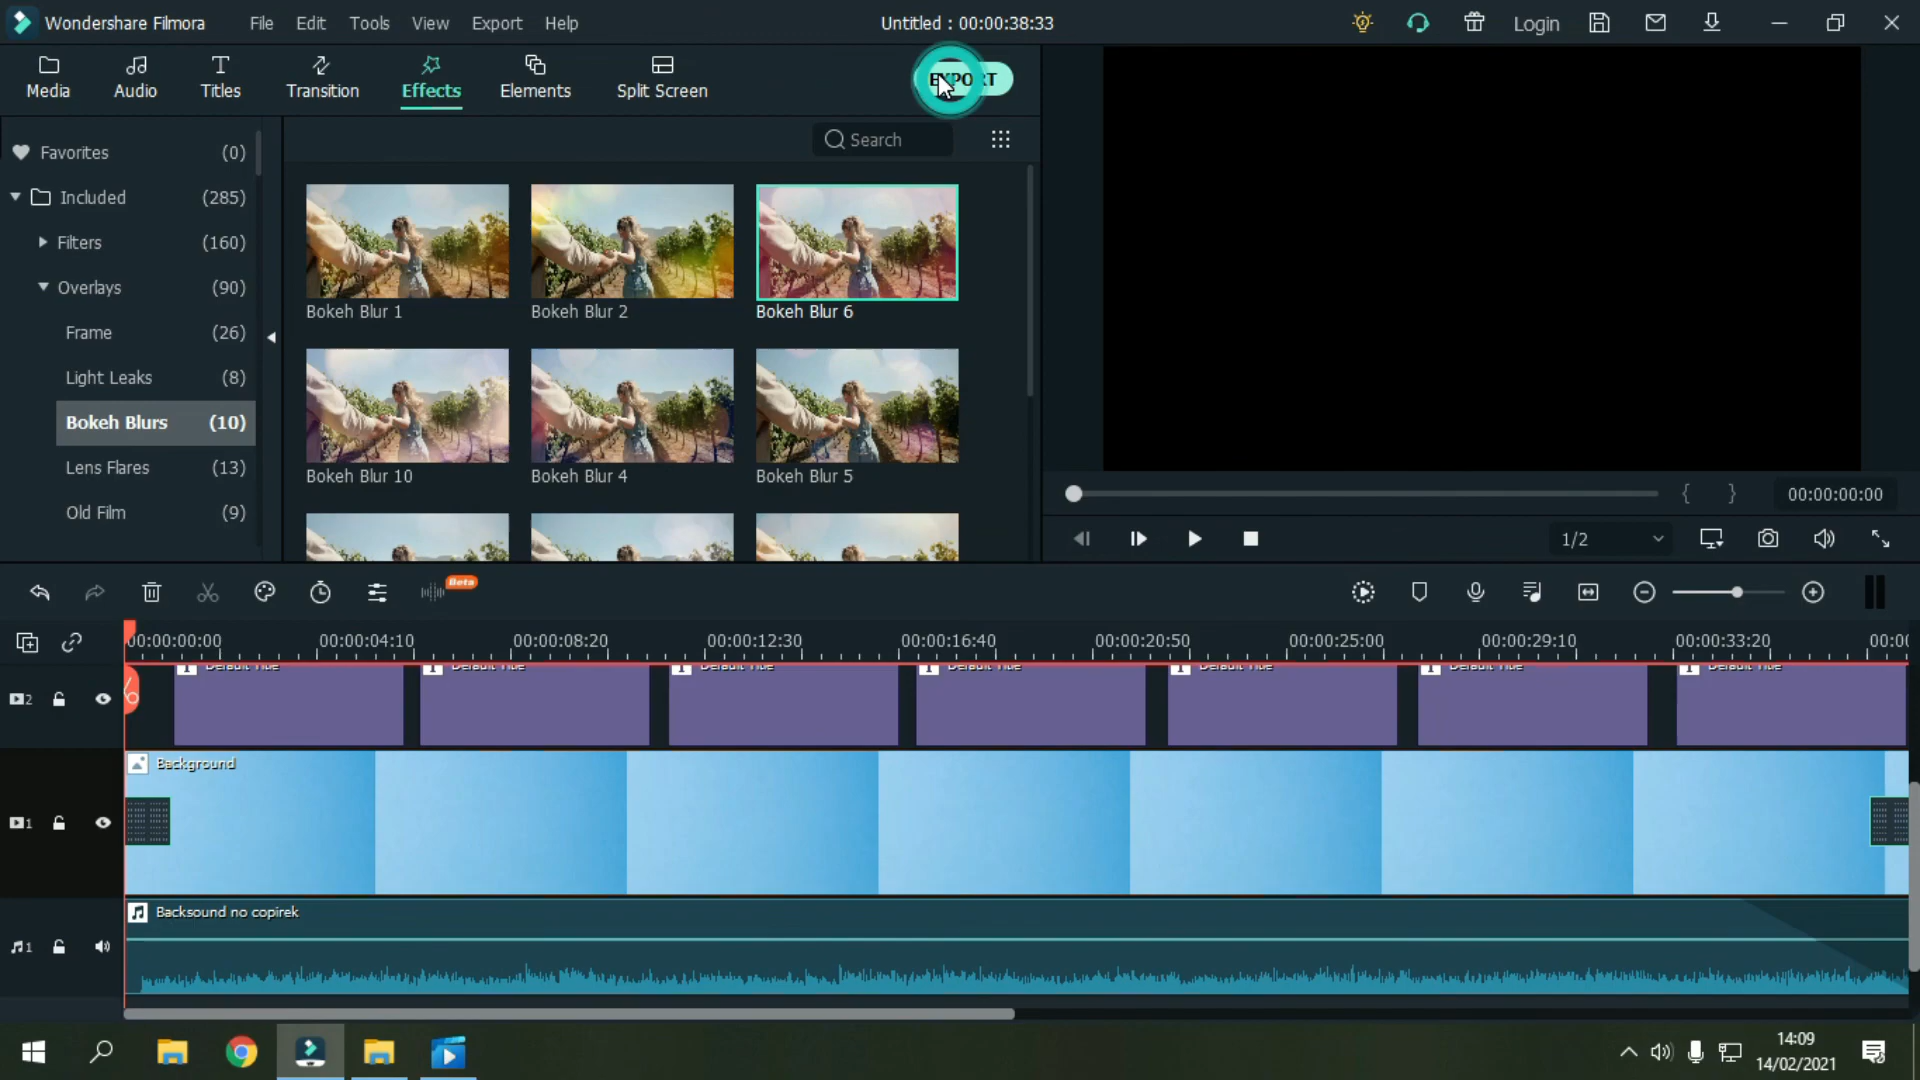 Wondershare Filmora
File
Edit
Tools
View
Export
Help
Untitled : 00:00:38:33
Login
Media
Audio
Titles
Transition
Effects
Elements
Split Screen
EXPORT
Favorites (0)
Search
Included (285)
Filters (160)
Overlays (90)
Frame (26)
Light Leaks (8)
Bokeh Blurs (10)
Lens Flares (13)
Old Film (9)
Bokeh Blur 1
Bokeh Blur 2
Bokeh Blur 6
Bokeh Blur 10
Bokeh Blur 4
Bokeh Blur 5
{ } 00:00:00:00
1/2
Beta
00:00:00:00
00:00:04:10
00:00:08:20
00:00:12:30
00:00:16:40
00:00:20:50
00:00:25:00
00:00:29:10
00:00:33:20
00:00
2
Default Title
Default Title
Default Title
Default Title
Default Title
Default Title
Default Title
Background
1
Backsound no copirek
1
14:09
14/02/2021